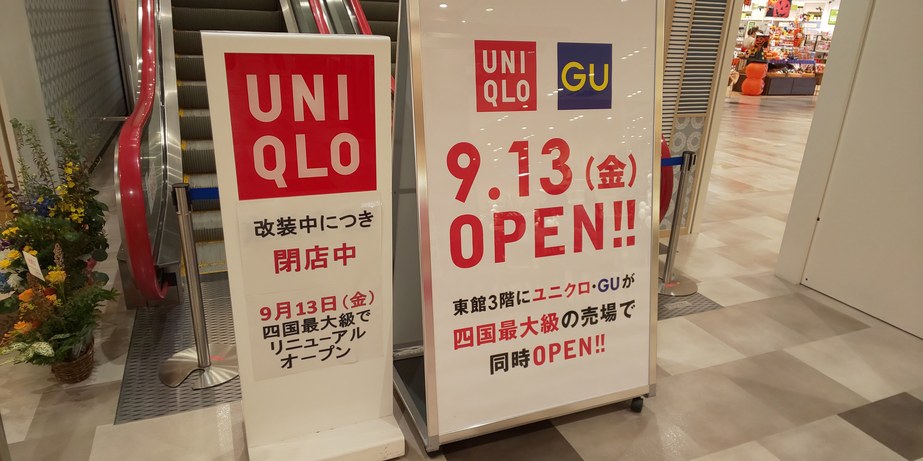 UNI
QLO
改装中につき
閉店中
9月13日（金）
四国最大級で
リニューアル
オープン
UNI
QLO
GU
9.13（金）
OPEN!!
東館3階にユニクロ・GUが
四国最大級の売場で
同時OPEN!!